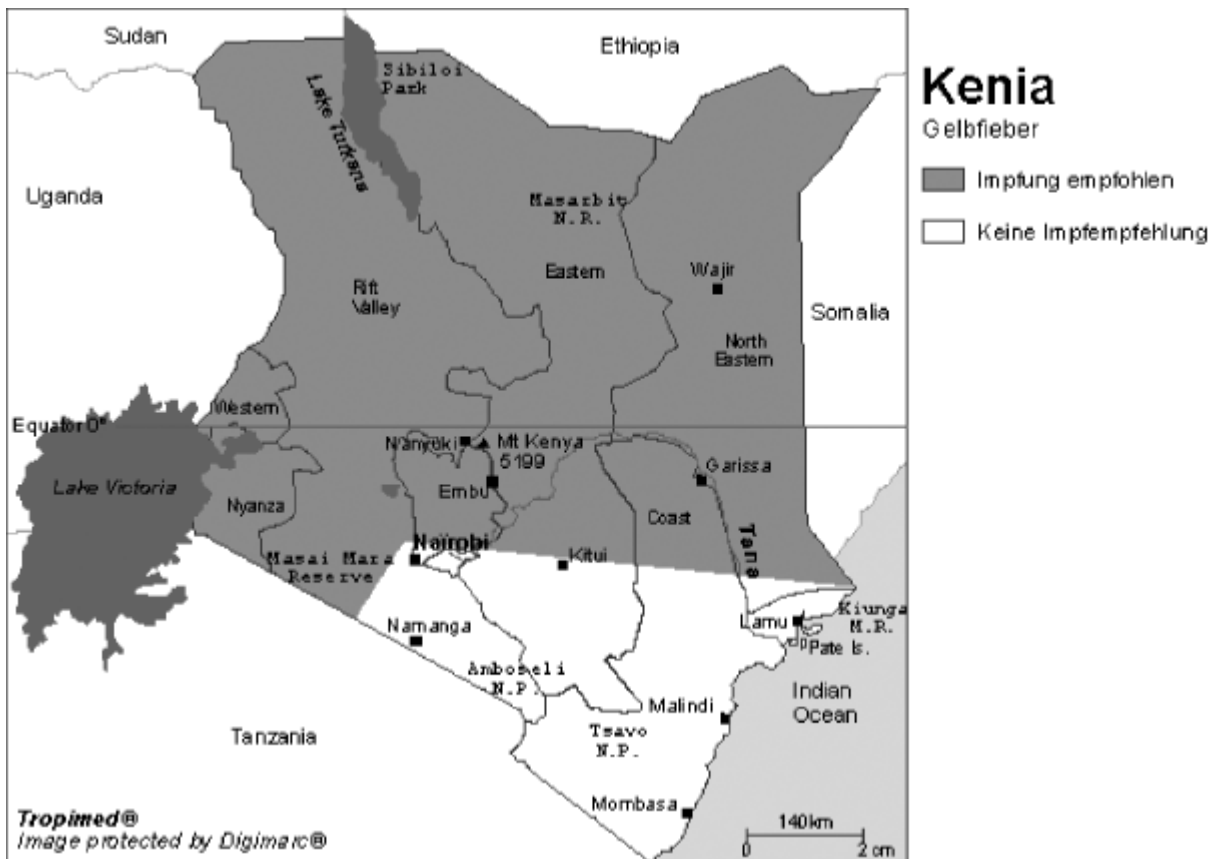 Sudan
Ethiopia
Kenia
Gelbfieber
Impfung empfohlen
Keine Impfempfehlung
Sibiloi
Park
Lake Turkana
Uganda
Masarbit
N.R.
Eastern
Wajir
Rift
Valley
Somalia
North
Eastern
Western
Equator 0°
Nanyuki
Mt Kenya
5199
Garissa
Lake Victoria
Embu
Nyanza
Coast
Tana
Nairobi
Masai Mara
Reserve
Kitui
Namanga
Lamu
Kiunga
M.R.
Pate Is.
Amboseli
N.P.
Malindi
Indian
Ocean
Tsavo
N.P.
Tanzania
Mombasa
Tropimed®
Image protected by Digimarc®
140km
0 2 cm